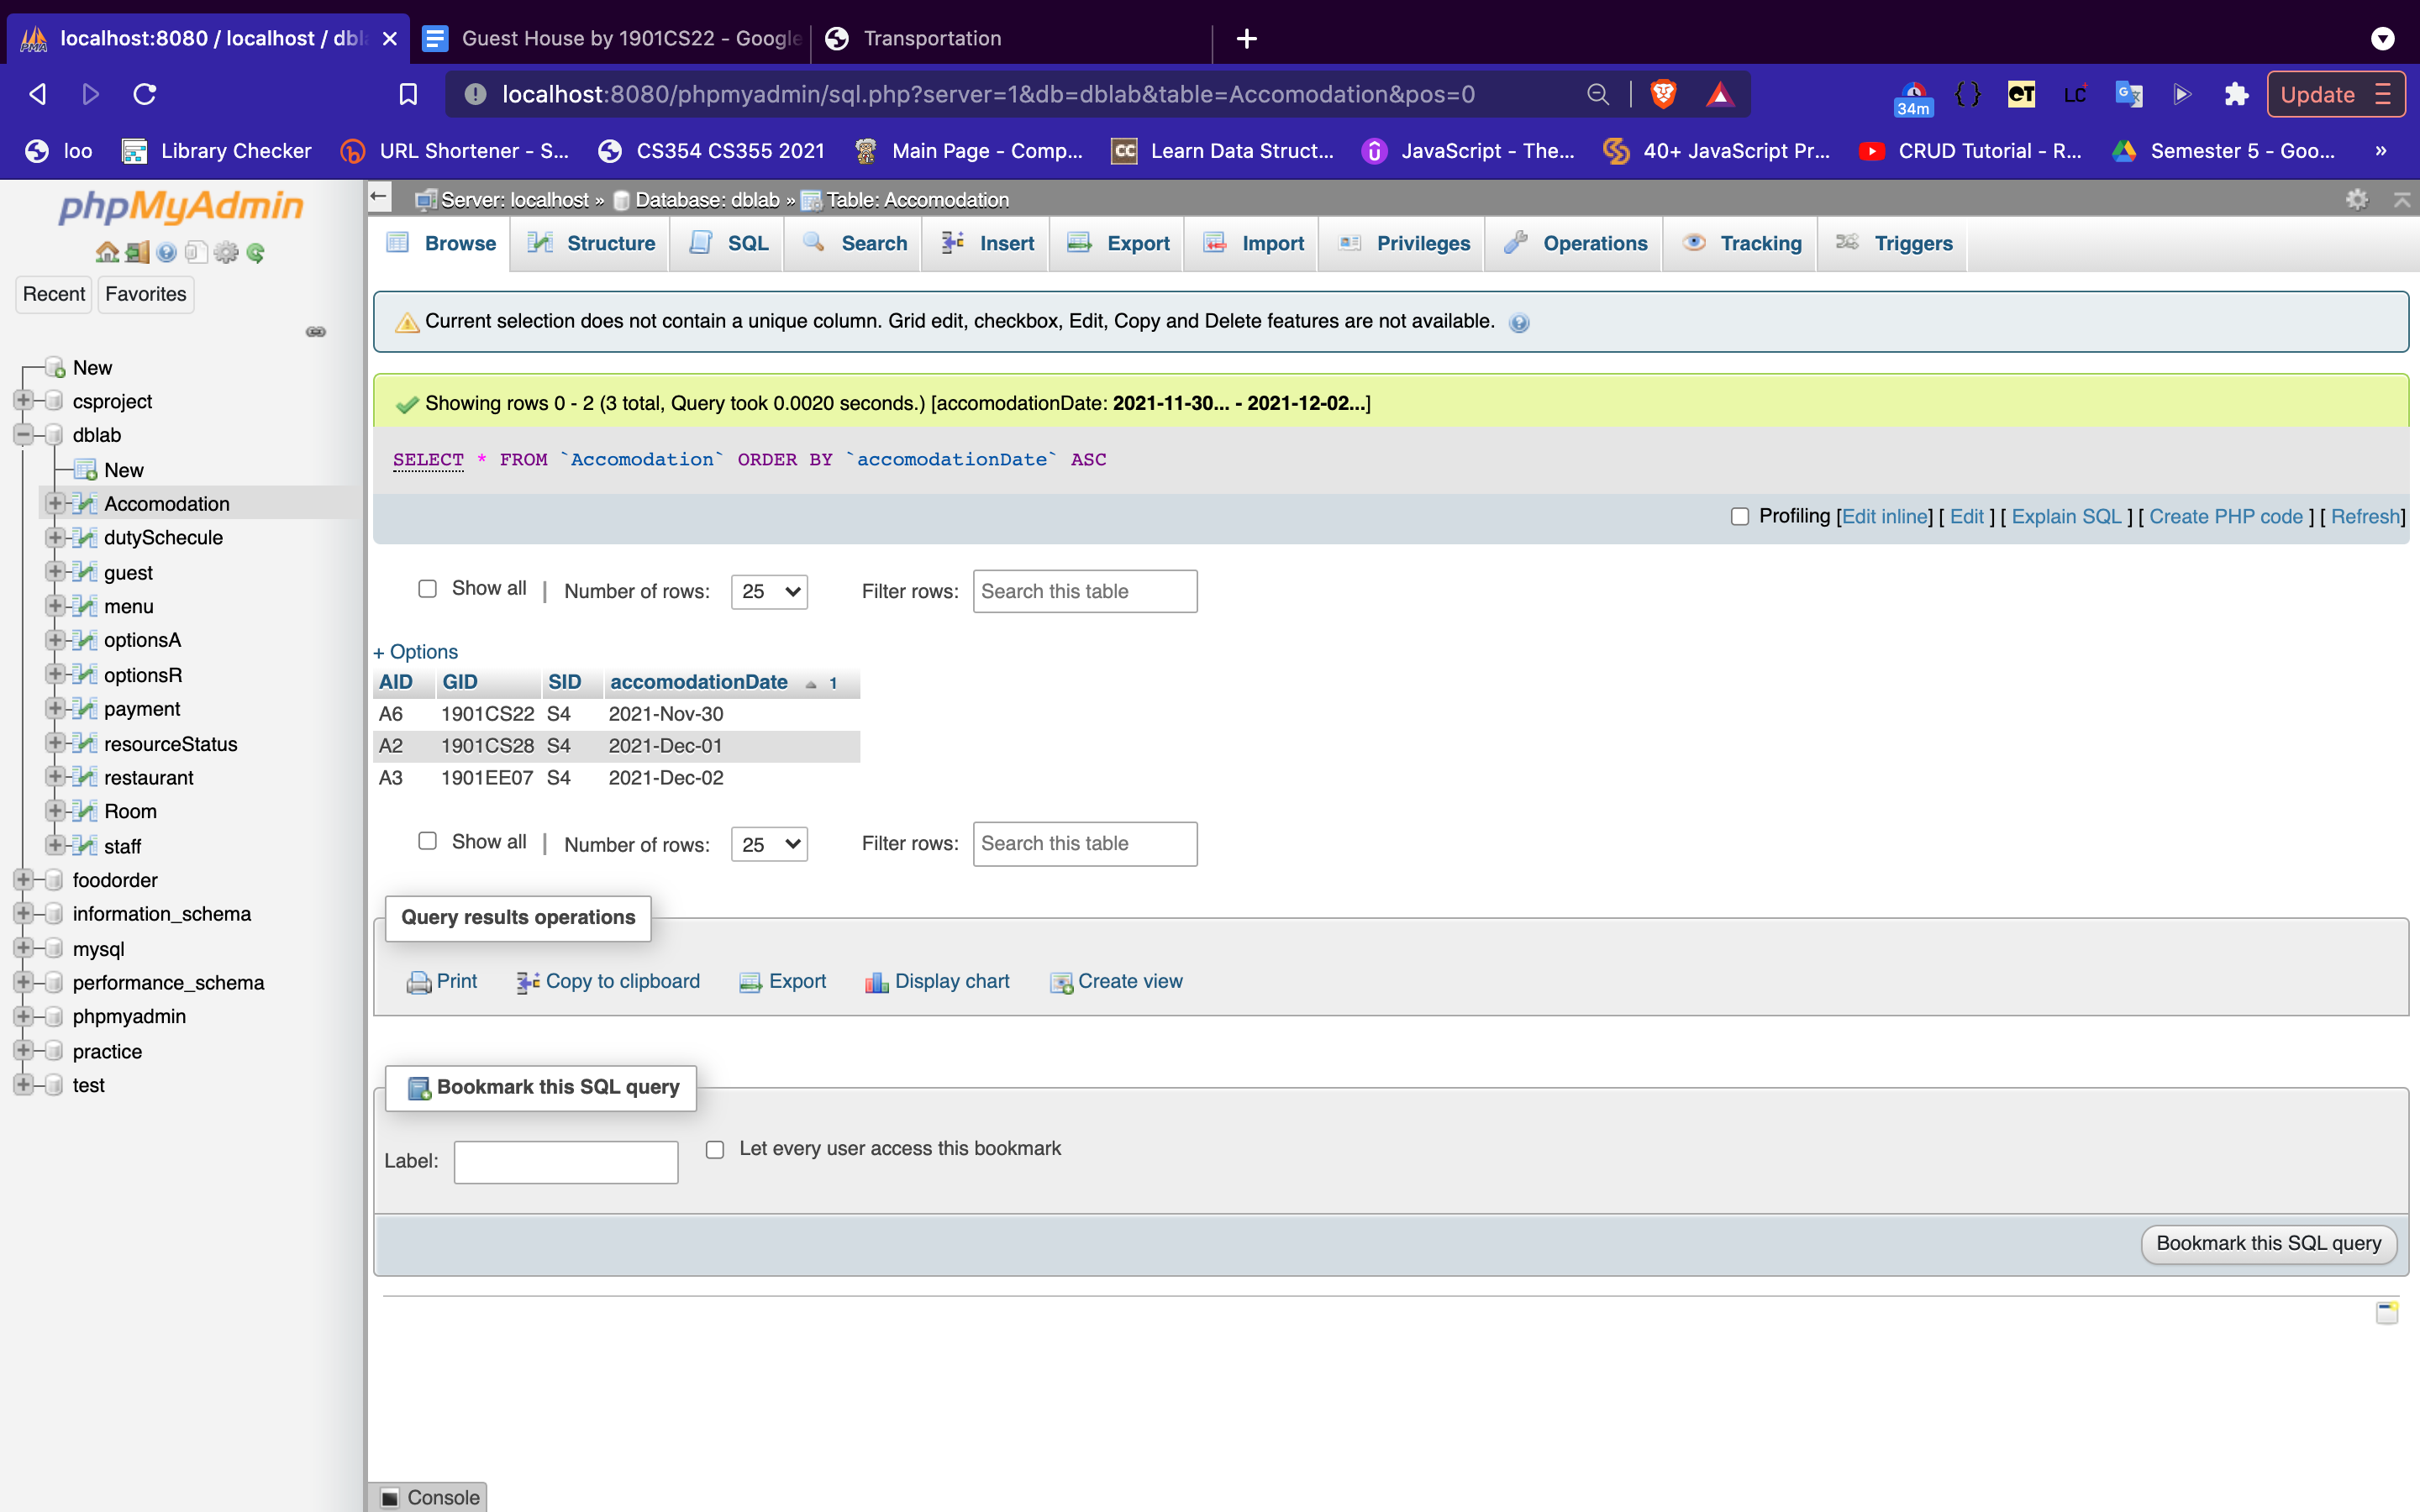 localhost:8080 / localhost / dbl
Guest House by 1901CS22 - Google
Transportation
localhost:8080/phpmyadmin/sql.php?server=1&db=dblab&table=Accomodation&pos=0
34m
{}
LC
Update
loo
Library Checker
URL Shortener - S...
CS354 CS355 2021
Main Page - Comp...
CC
Learn Data Struct...
JavaScript - The...
40+ JavaScript Pr...
CRUD Tutorial - R...
Semester 5 - Goo...
»
phpMyAdmin
Recent
Favorites
New
csproject
dblab
New
Accomodation
dutySchecule
guest
menu
optionsA
optionsR
payment
resourceStatus
restaurant
Room
staff
foodorder
information_schema
mysql
performance_schema
phpmyadmin
practice
test
Server: localhost » Database: dblab » Table: Accomodation
Browse Structure SQL Search Insert Export Import Privileges Operations Tracking Triggers
Current selection does not contain a unique column. Grid edit, checkbox, Edit, Copy and Delete features are not available.
Showing rows 0 - 2 (3 total, Query took 0.0020 seconds.) [accomodationDate: 2021-11-30... - 2021-12-02...]
SELECT * FROM `Accomodation` ORDER BY `accomodationDate` ASC
Profiling [Edit inline] [ Edit ] [ Explain SQL ] [ Create PHP code ] [ Refresh]
Show all | Number of rows: 25 Filter rows: Search this table
+ Options
AID GID SID accomodationDate 1
A6 1901CS22 S4 2021-Nov-30
A2 1901CS28 S4 2021-Dec-01
A3 1901EE07 S4 2021-Dec-02
Show all | Number of rows: 25 Filter rows: Search this table
Query results operations
Print Copy to clipboard Export Display chart Create view
Bookmark this SQL query
Label: Let every user access this bookmark
Bookmark this SQL query
Console